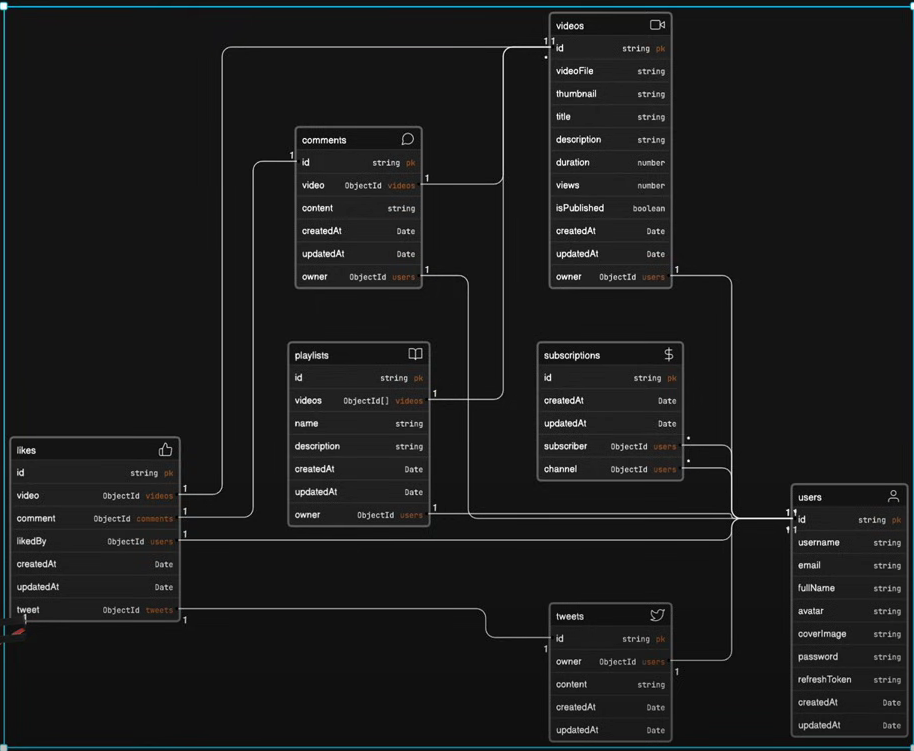 videos
id string pk
videoFile string
thumbnail string
title string
description string
duration number
views number
isPublished boolean
createdAt Date
updatedAt Date
owner ObjectId users
1 1
*
1
comments
id string pk
video ObjectId videos
content string
createdAt Date
updatedAt Date
owner ObjectId users
1
1
1
playlists
id string pk
videos ObjectId[] videos
name string
description string
createdAt Date
updatedAt Date
owner ObjectId users
1
1
subscriptions
id string pk
createdAt Date
updatedAt Date
subscriber ObjectId users
channel ObjectId users
*
*
likes
id string pk
video ObjectId videos
comment ObjectId comments
likedBy ObjectId users
createdAt Date
updatedAt Date
tweet ObjectId tweets
1
1
1
1
1
users
id string pk
username string
email string
fullName string
avatar string
coverImage string
password string
refreshToken string
createdAt Date
updatedAt Date
tweets
id string pk
owner ObjectId users
content string
createdAt Date
updatedAt Date
1
1